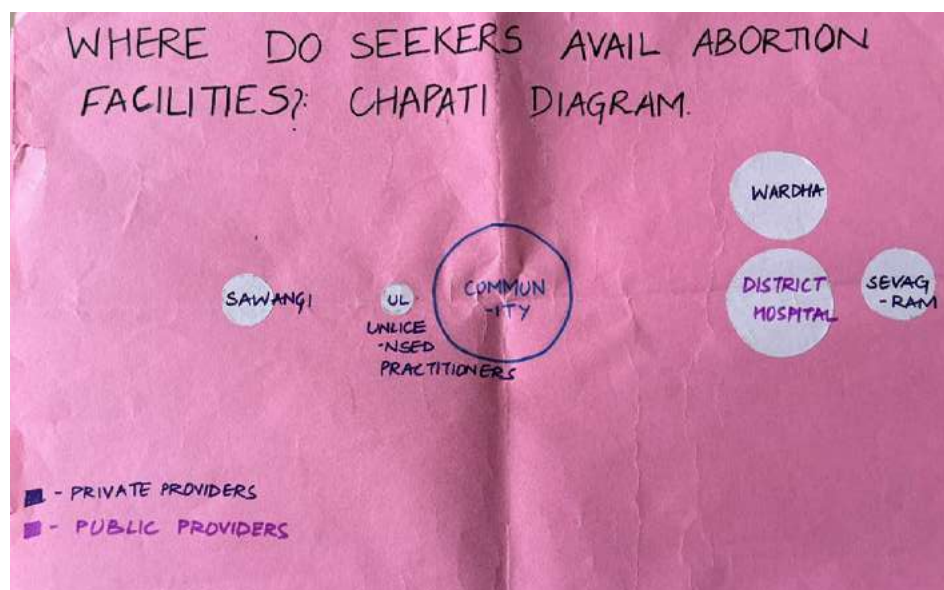 WHERE DO SEEKERS AVAIL ABORTION
FACILITIES?: CHAPATI DIAGRAM.
WARDHA
SAWANGI
UL
UNLICE
-NSED
PRACTITIONERS
COMMUN
-ITY
DISTRICT
HOSPITAL
SEVAG
-RAM
- PRIVATE PROVIDERS
- PUBLIC PROVIDERS